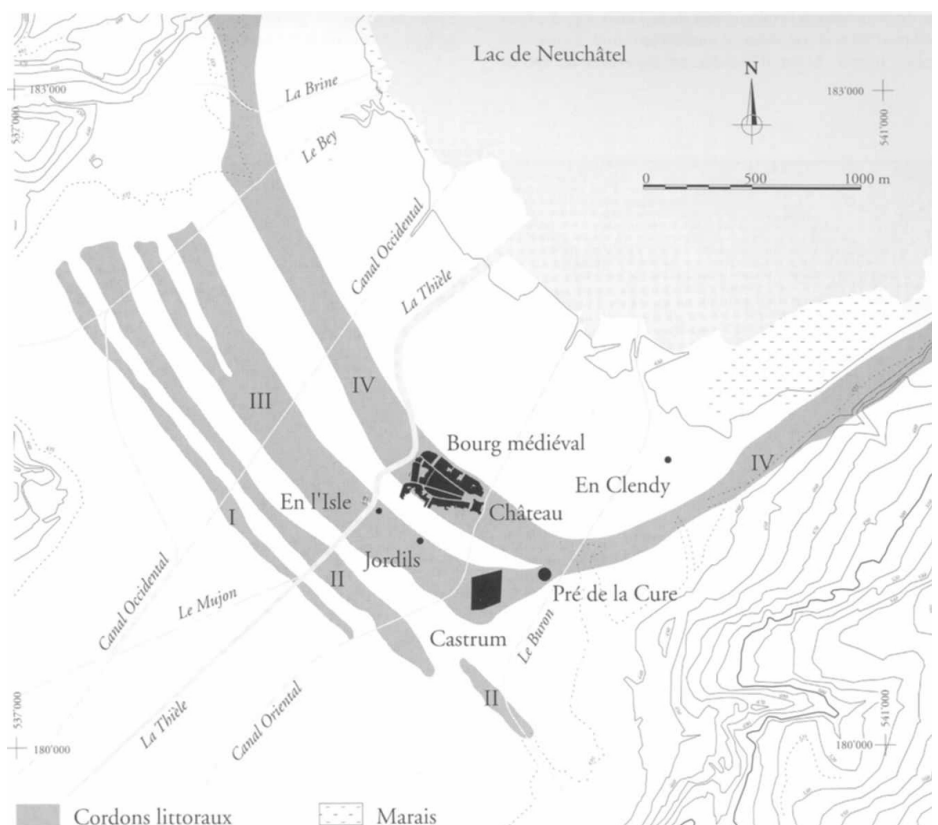 Lac de Neuchâtel
N
183'000
537'000
183'000
541'000
0 500 1000 m
La Brine
Le Bey
Canal Occidental
La Thièle
IV
III
Bourg médiéval
En Clendy
IV
Château
En l'Isle
I
Jordils
II
Pré de la Cure
Castrum
Le Buron
Canal Occidental
Le Mujon
La Thièle
Canal Oriental
II
537'000
180'000
541'000
180'000
Cordons littoraux
Marais